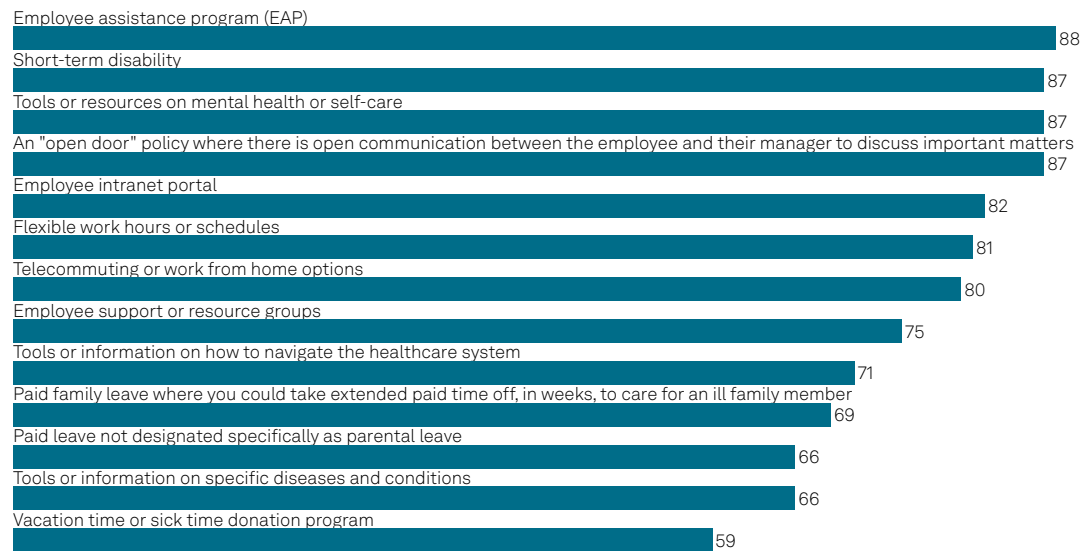 Employee assistance program (EAP)
88
Short-term disability
87
Tools or resources on mental health or self-care
87
An "open door" policy where there is open communication between the employee and their manager to discuss important matters
87
Employee intranet portal
82
Flexible work hours or schedules
81
Telecommuting or work from home options
80
Employee support or resource groups
75
Tools or information on how to navigate the healthcare system
71
Paid family leave where you could take extended paid time off, in weeks, to care for an ill family member
69
Paid leave not designated specifically as parental leave
66
Tools or information on specific diseases and conditions
66
Vacation time or sick time donation program
59